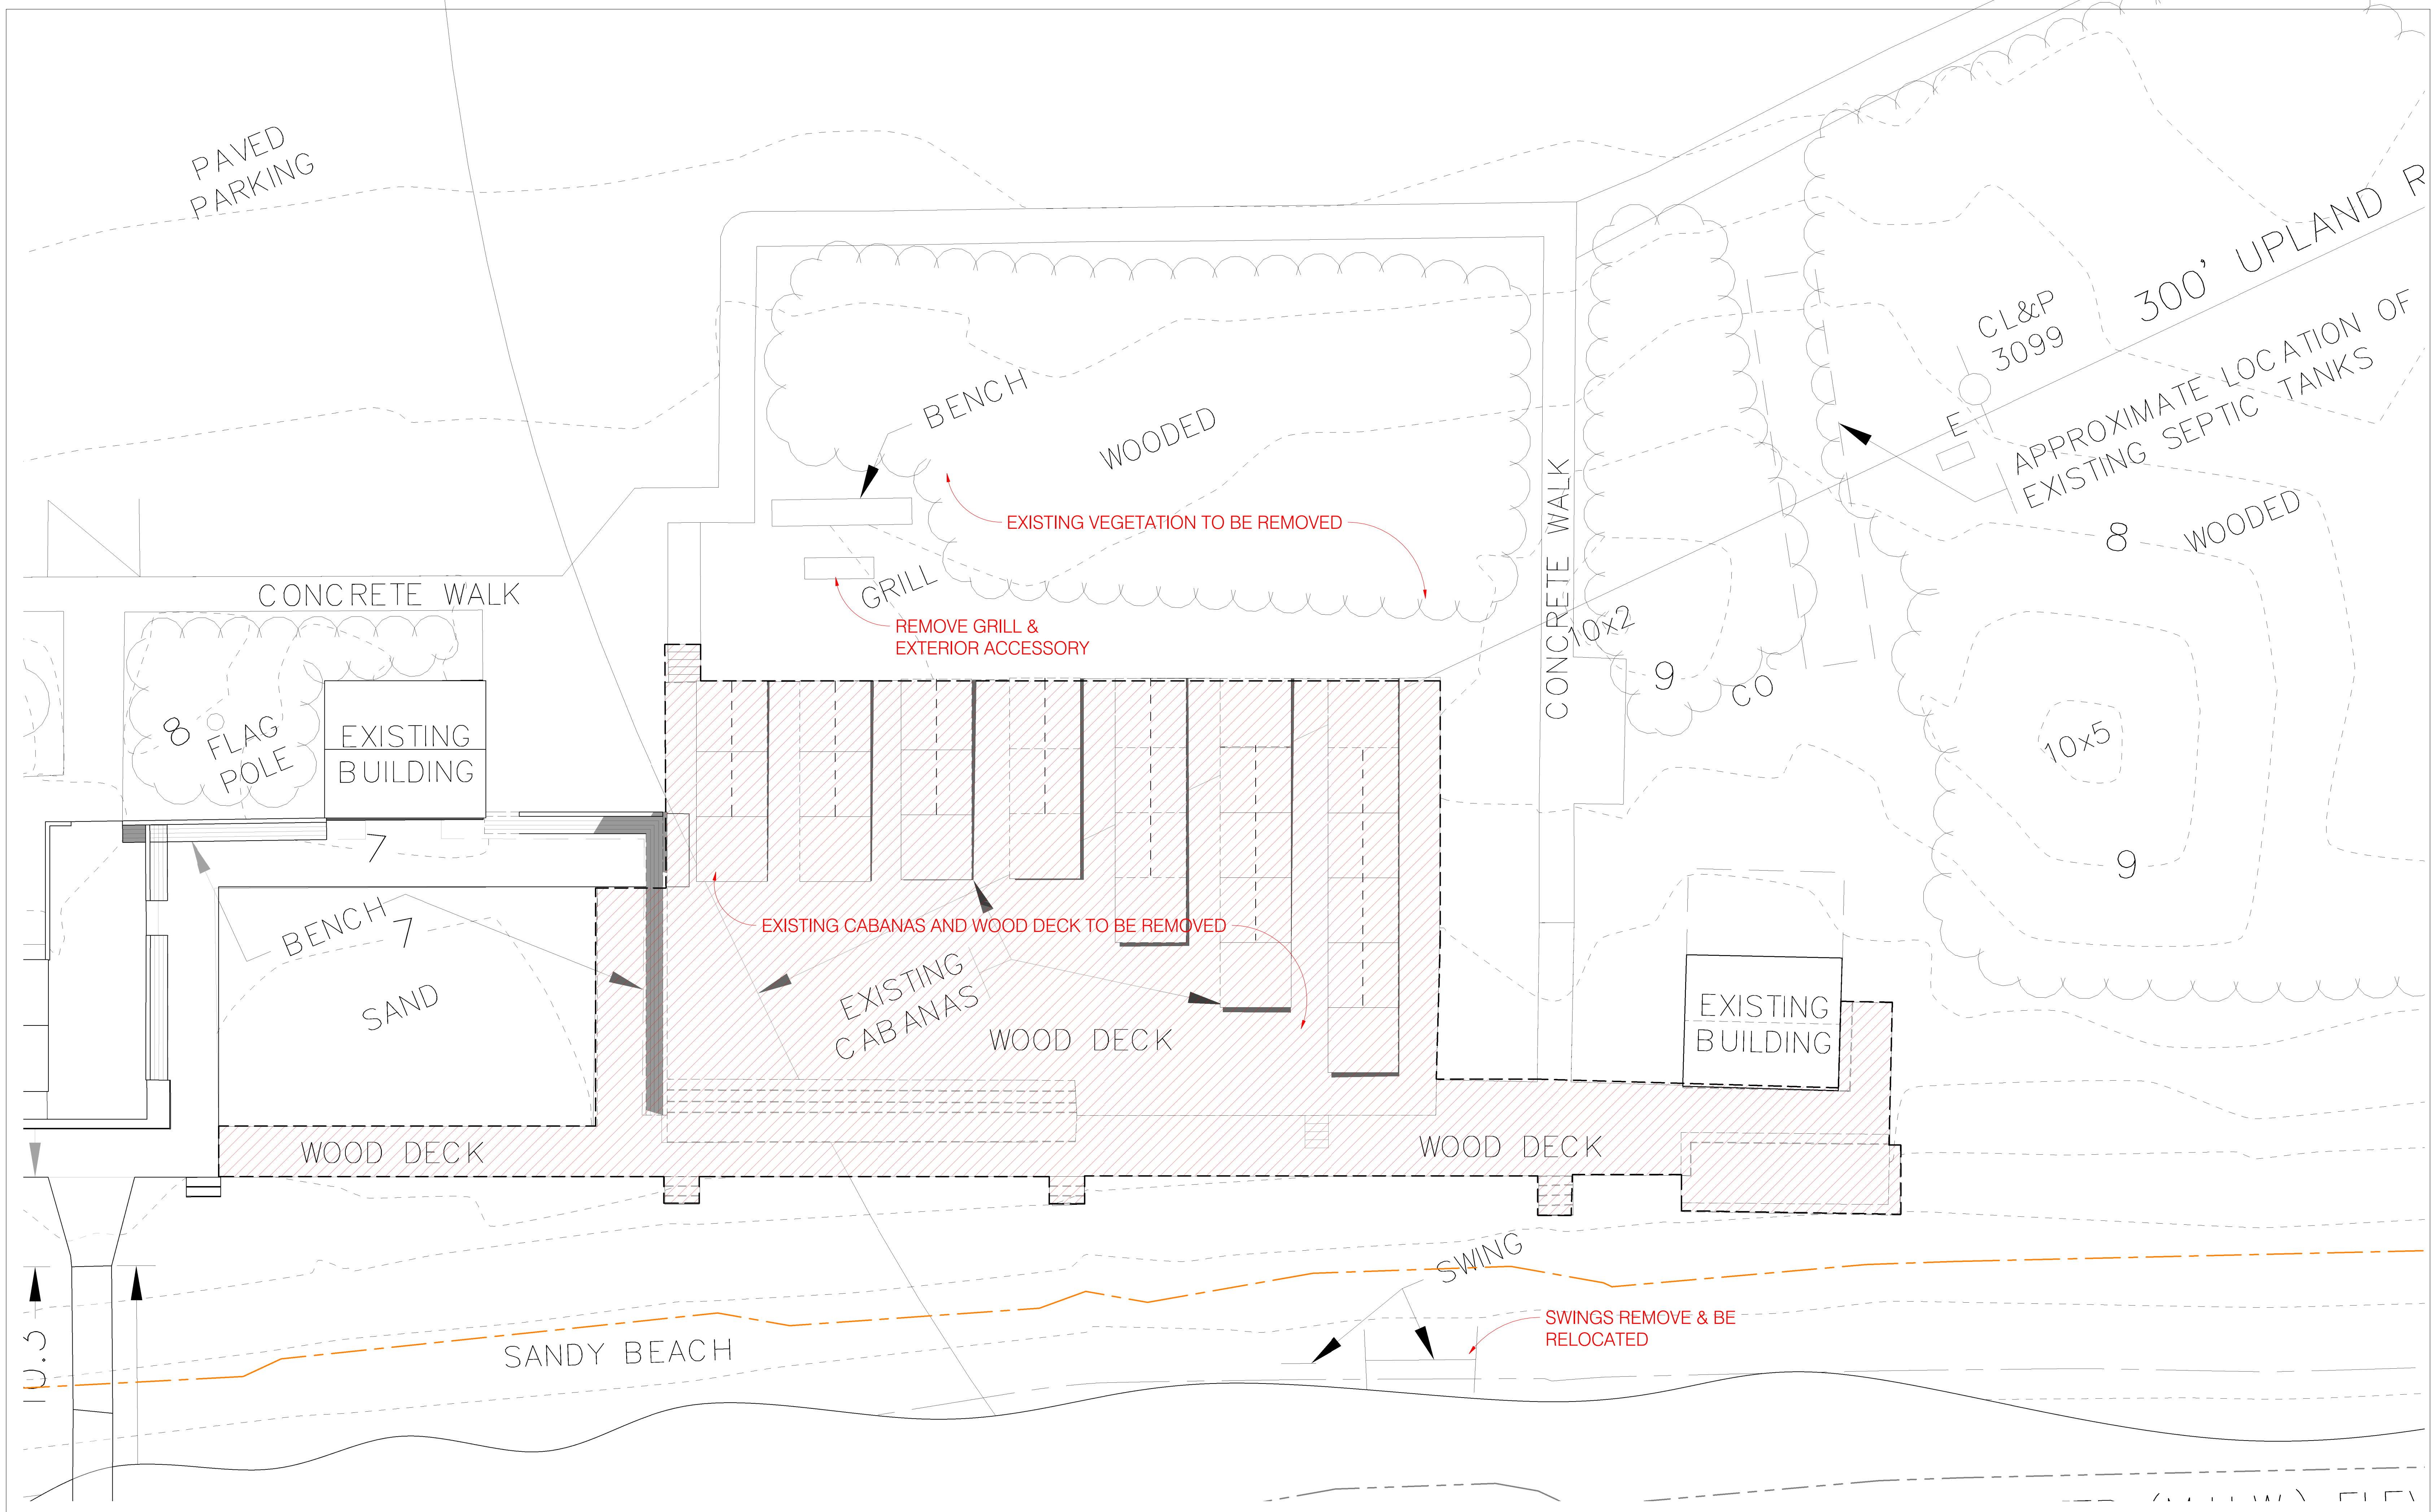 PAVED
PARKING
300' UPLAND R
CL&P
3099
E
APPROXIMATE LOCATION OF
EXISTING SEPTIC TANKS
BENCH
WOODED
EXISTING VEGETATION TO BE REMOVED
CONCRETE WALK
GRILL
REMOVE GRILL &
EXTERIOR ACCESSORY
CONCRETE WALK
10x2
9
CO
8
WOODED
10x5
9
8
FLAG
POLE
EXISTING
BUILDING
7
BENCH
7
SAND
EXISTING CABANAS AND WOOD DECK TO BE REMOVED
EXISTING
CABANAS
WOOD DECK
EXISTING
BUILDING
WOOD DECK
WOOD DECK
SWING
SWINGS REMOVE & BE
RELOCATED
SANDY BEACH
10.3